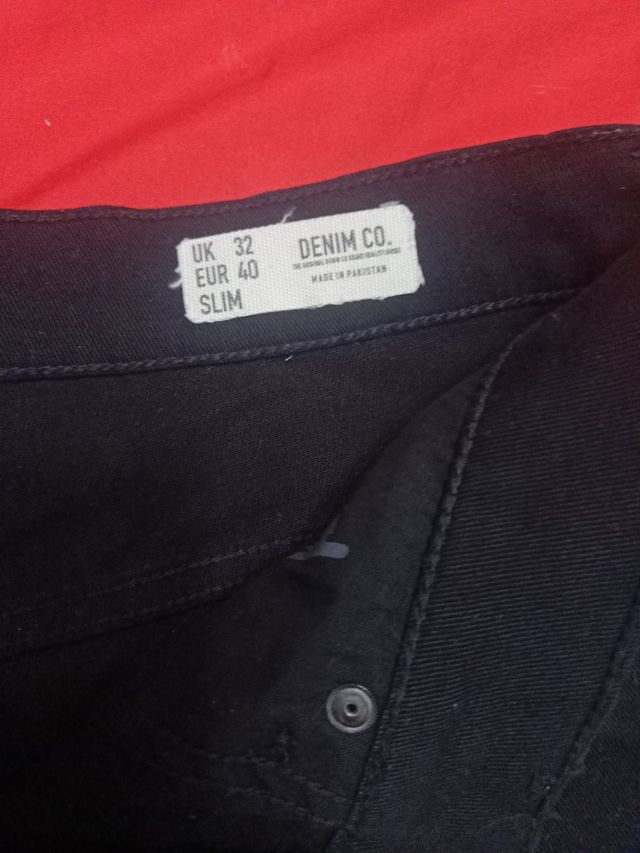 UK 32
EUR 40
SLIM
DENIM CO.
MADE IN PAKISTAN